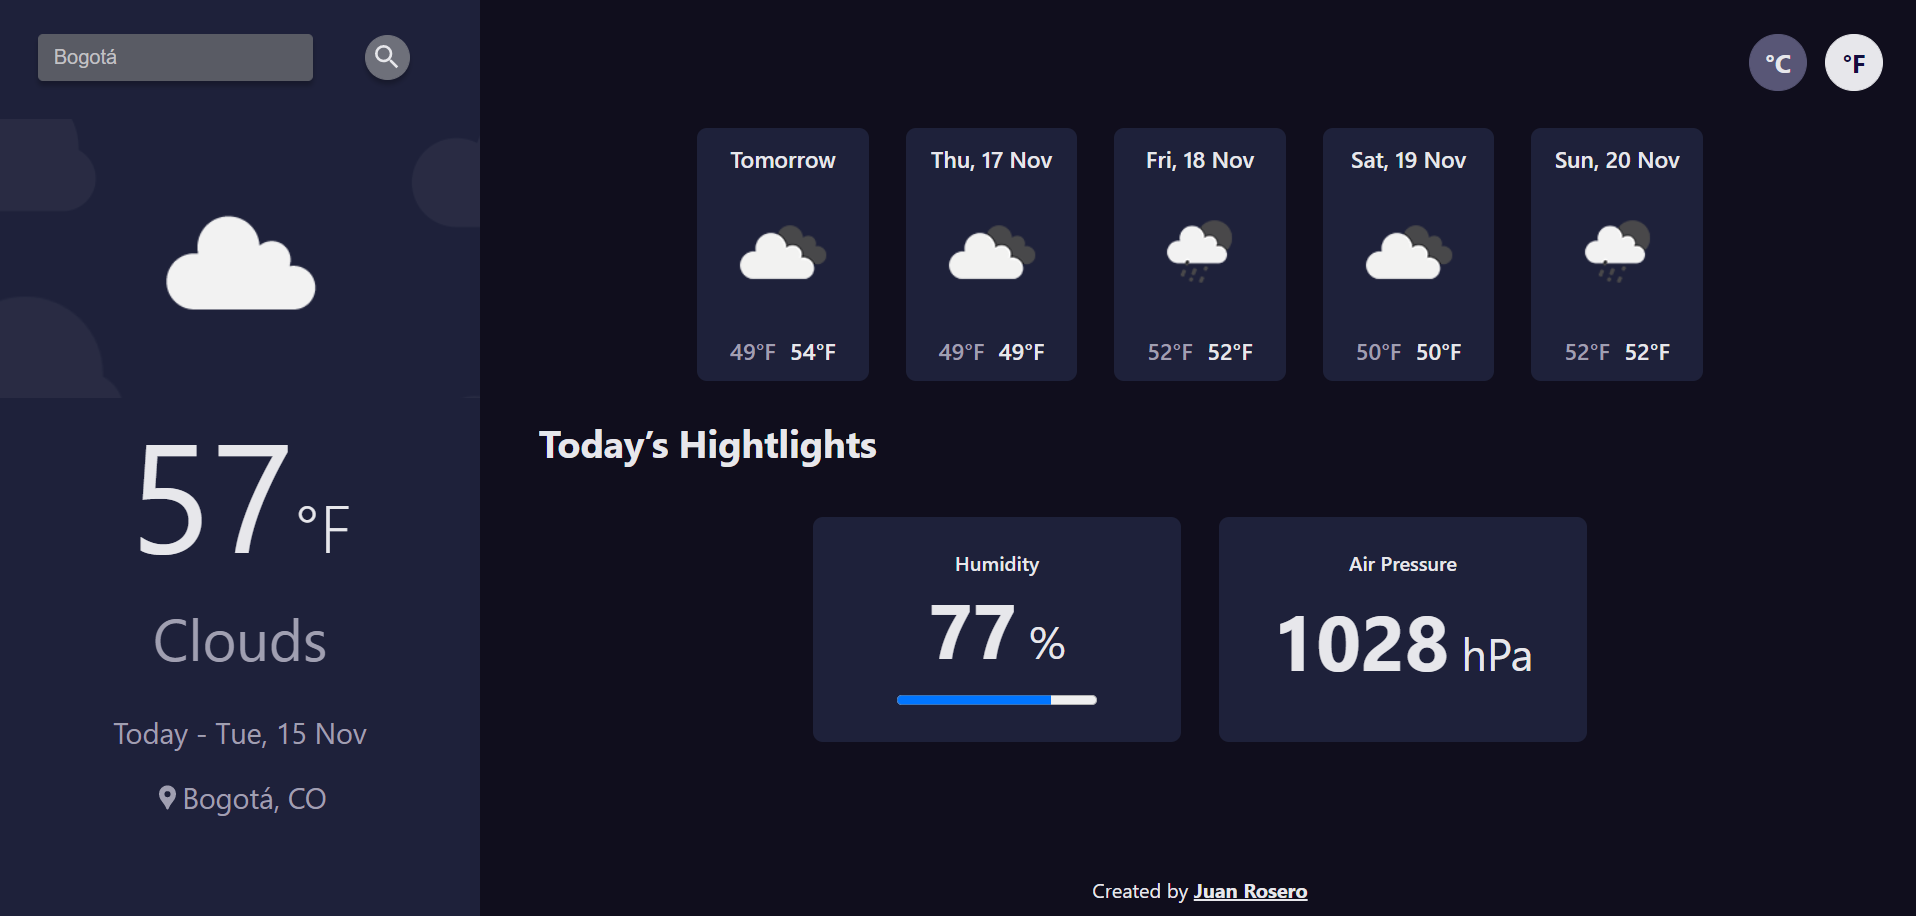 Bogotá
57°F
Clouds
Today - Tue, 15 Nov
Bogotá, CO
°C °F
Tomorrow
49°F 54°F
Thu, 17 Nov
49°F 49°F
Fri, 18 Nov
52°F 52°F
Sat, 19 Nov
50°F 50°F
Sun, 20 Nov
52°F 52°F
Today’s Hightlights
Humidity
77 %
Air Pressure
1028 hPa
Created by Juan Rosero